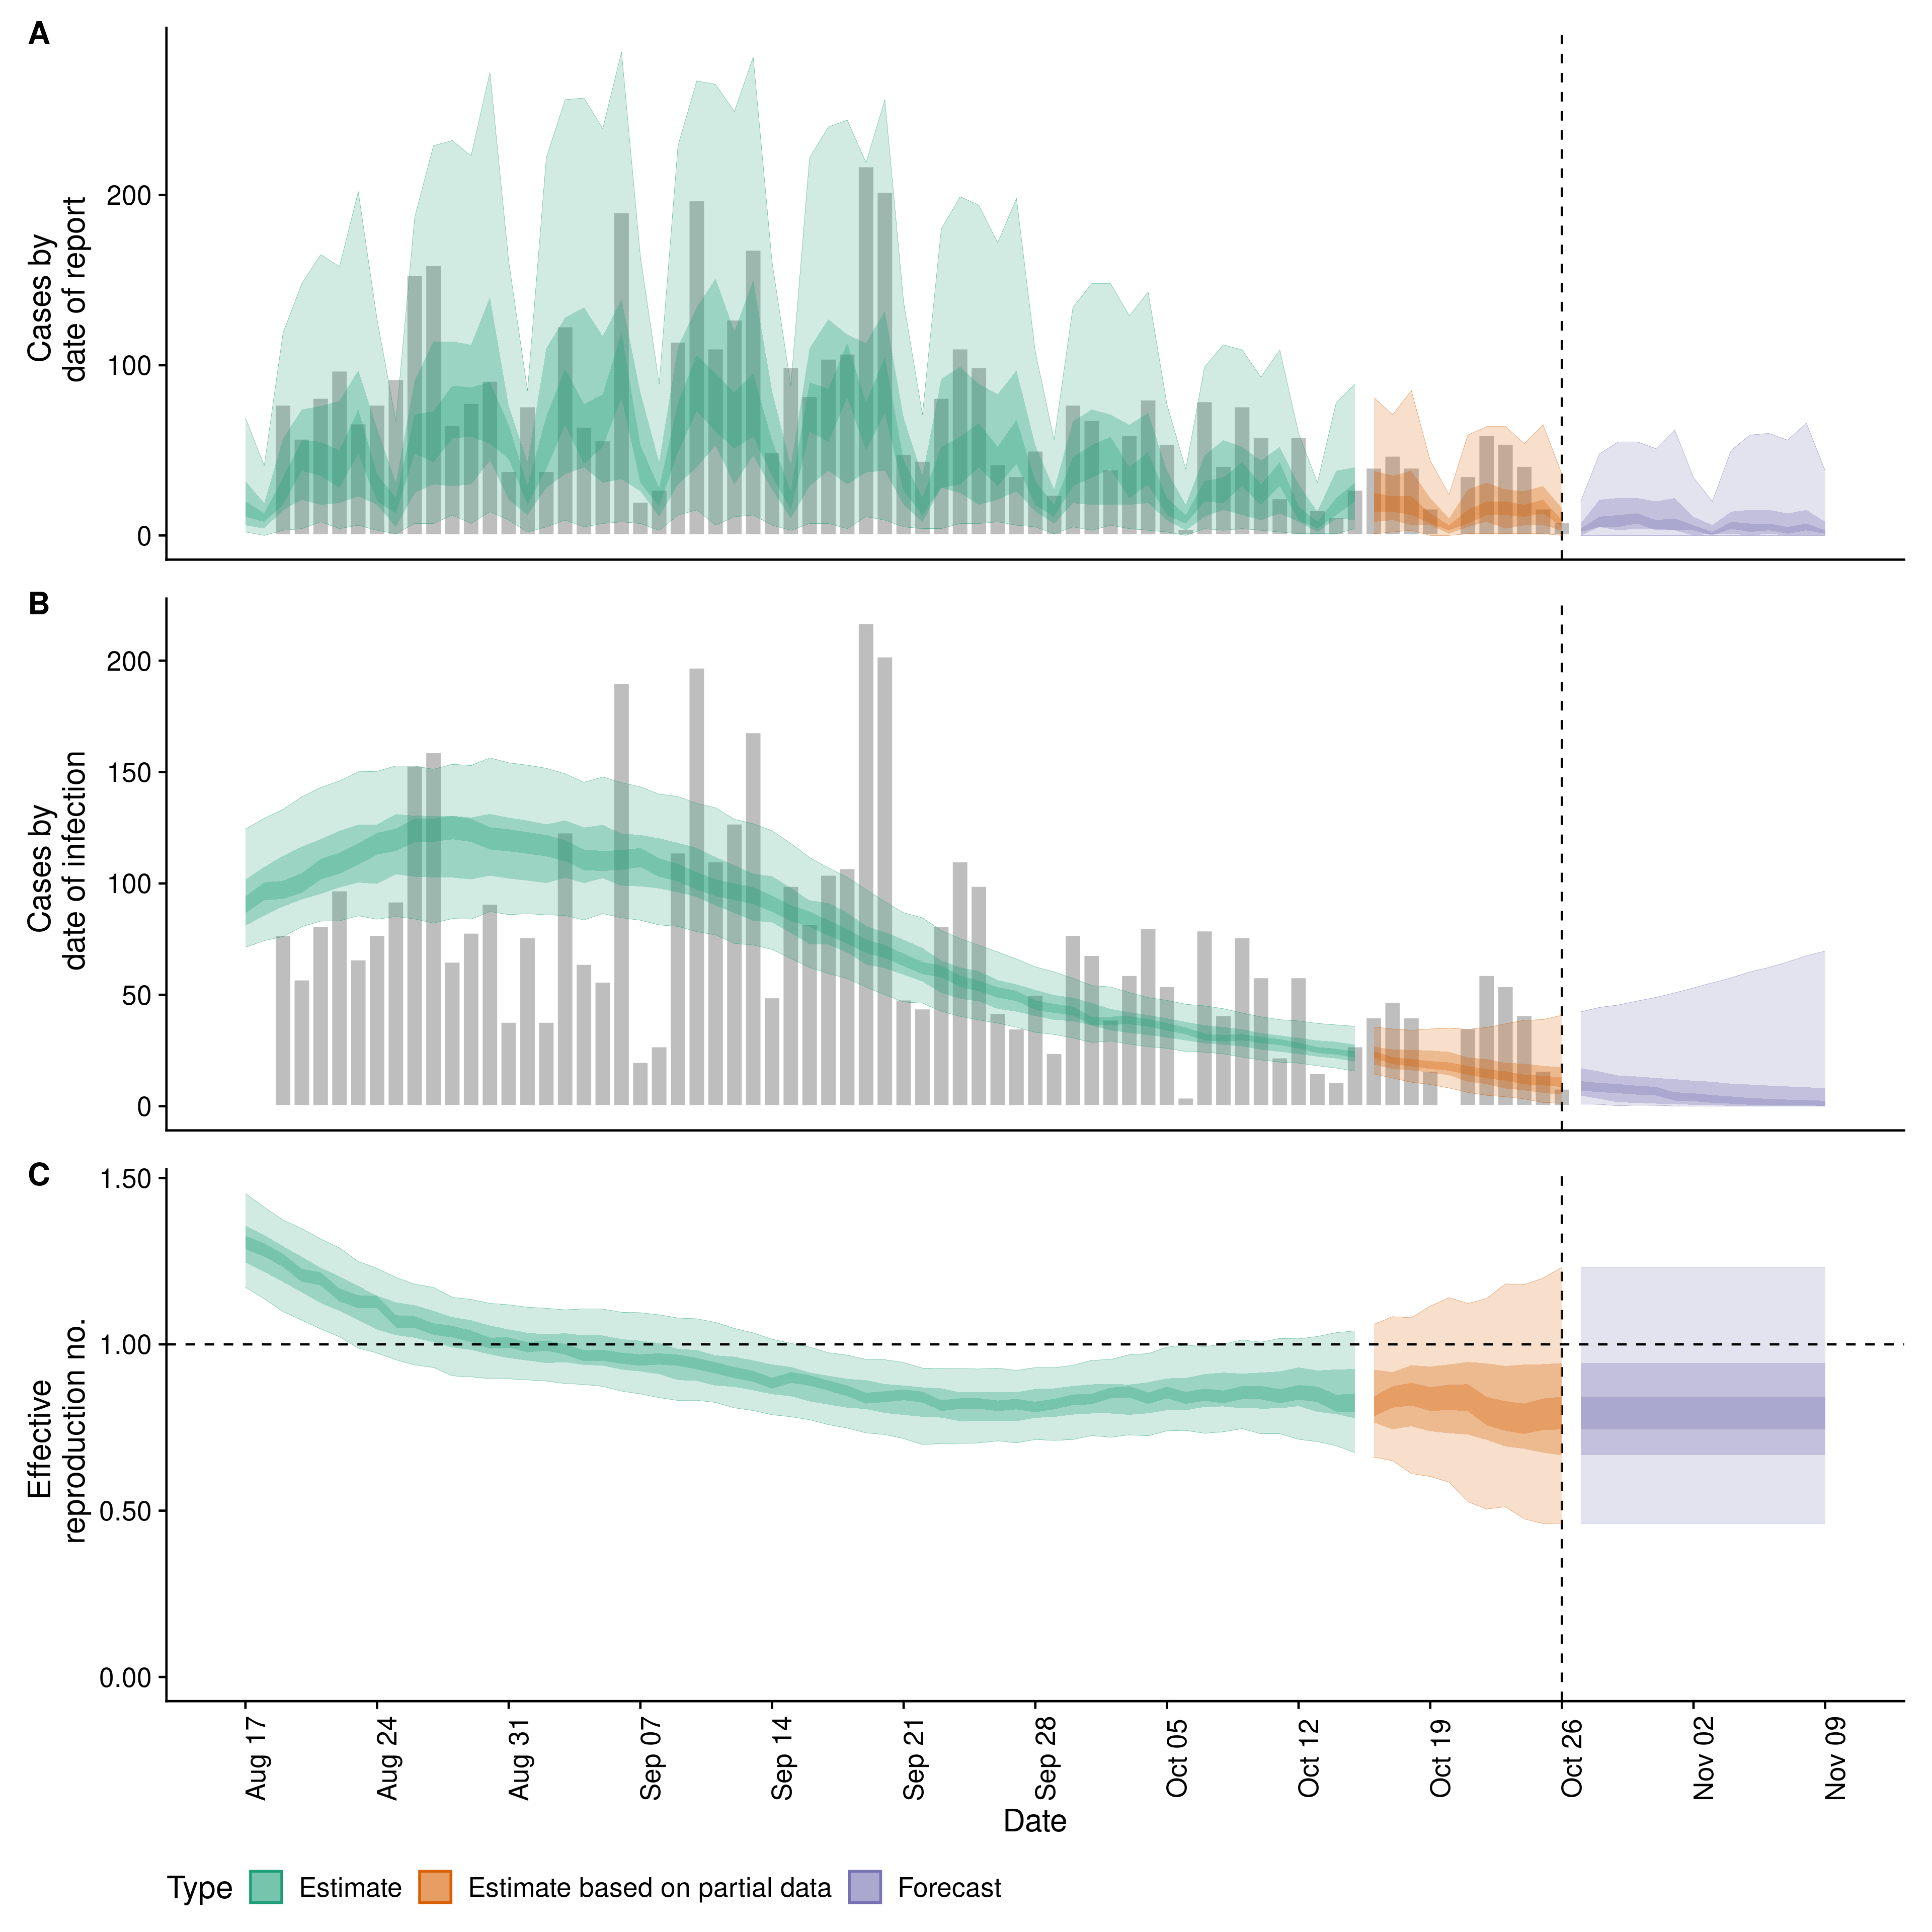 A
Cases by
date of report
200
100
0
B
Cases by
date of infection
200
150
100
50
0
C
Effective
reproduction no.
1.50
1.00
0.50
0.00
Aug 17
Aug 24
Aug 31
Sep 07
Sep 14
Sep 21
Sep 28
Oct 05
Oct 12
Oct 19
Oct 26
Nov 02
Nov 09
Date
Type Estimate Estimate based on partial data Forecast